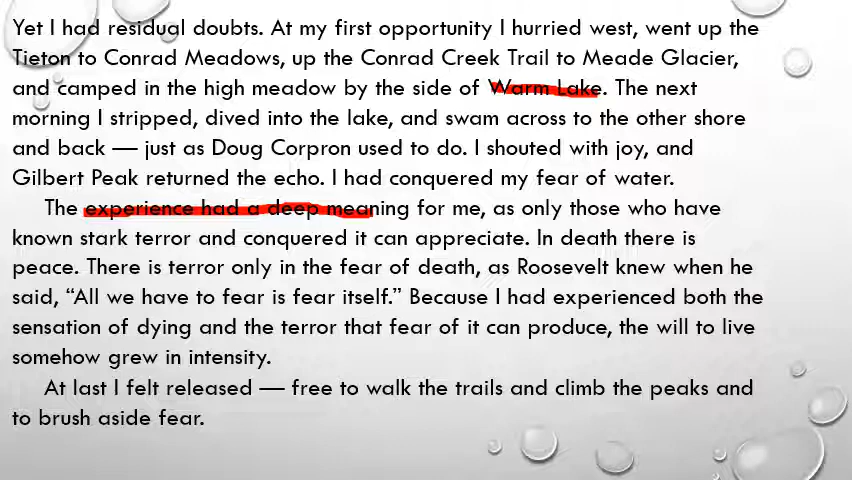 Yet I had residual doubts. At my first opportunity I hurried west, went up the
Tieton to Conrad Meadows, up the Conrad Creek Trail to Meade Glacier,
and camped in the high meadow by the side of Warm Lake. The next
morning I stripped, dived into the lake, and swam across to the other shore
and back — just as Doug Corpron used to do. I shouted with joy, and
Gilbert Peak returned the echo. I had conquered my fear of water.
The experience had a deep meaning for me, as only those who have
known stark terror and conquered it can appreciate. In death there is
peace. There is terror only in the fear of death, as Roosevelt knew when he
said, “All we have to fear is fear itself.” Because I had experienced both the
sensation of dying and the terror that fear of it can produce, the will to live
somehow grew in intensity.
At last I felt released — free to walk the trails and climb the peaks and
to brush aside fear.